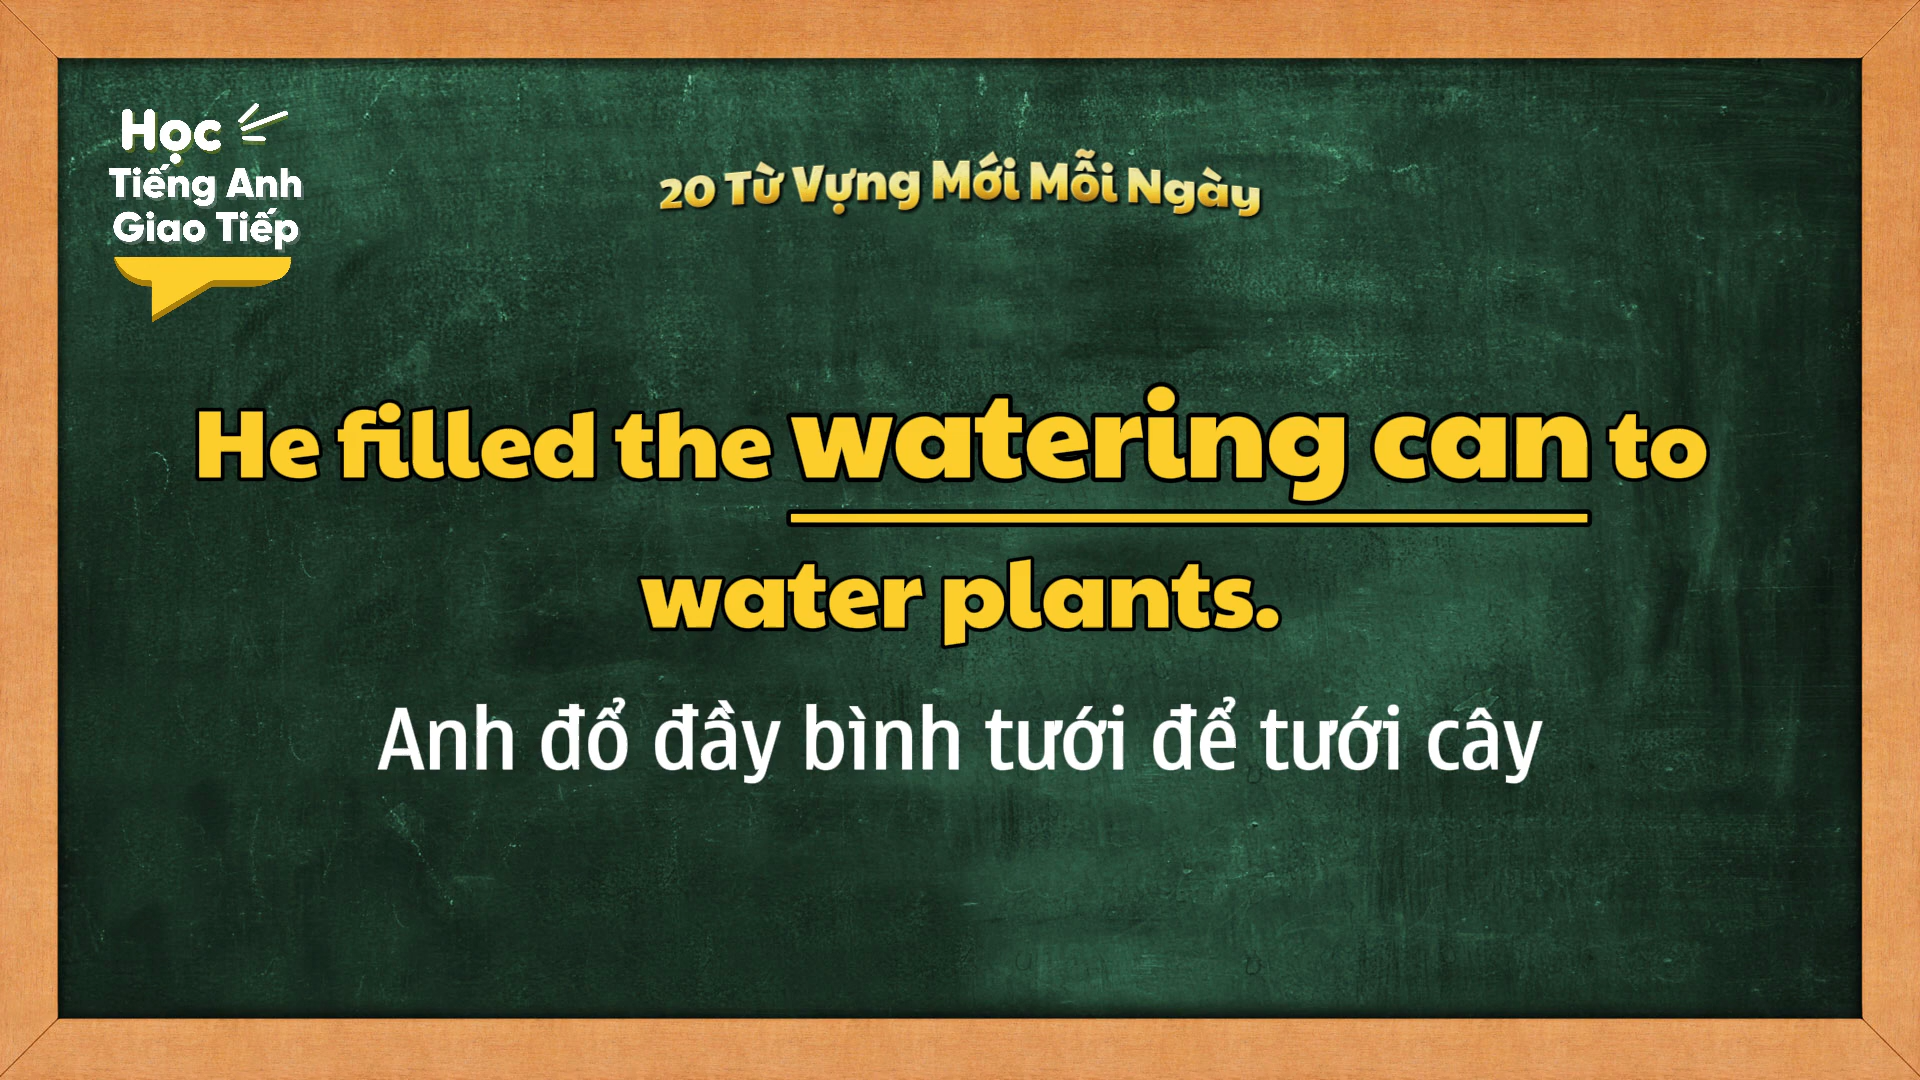 Học
Tiếng Anh
Giao Tiếp
20 Từ Vựng Mới Mỗi Ngày
He filled the watering can to
water plants.
Anh đổ đầy bình tưới để tưới cây